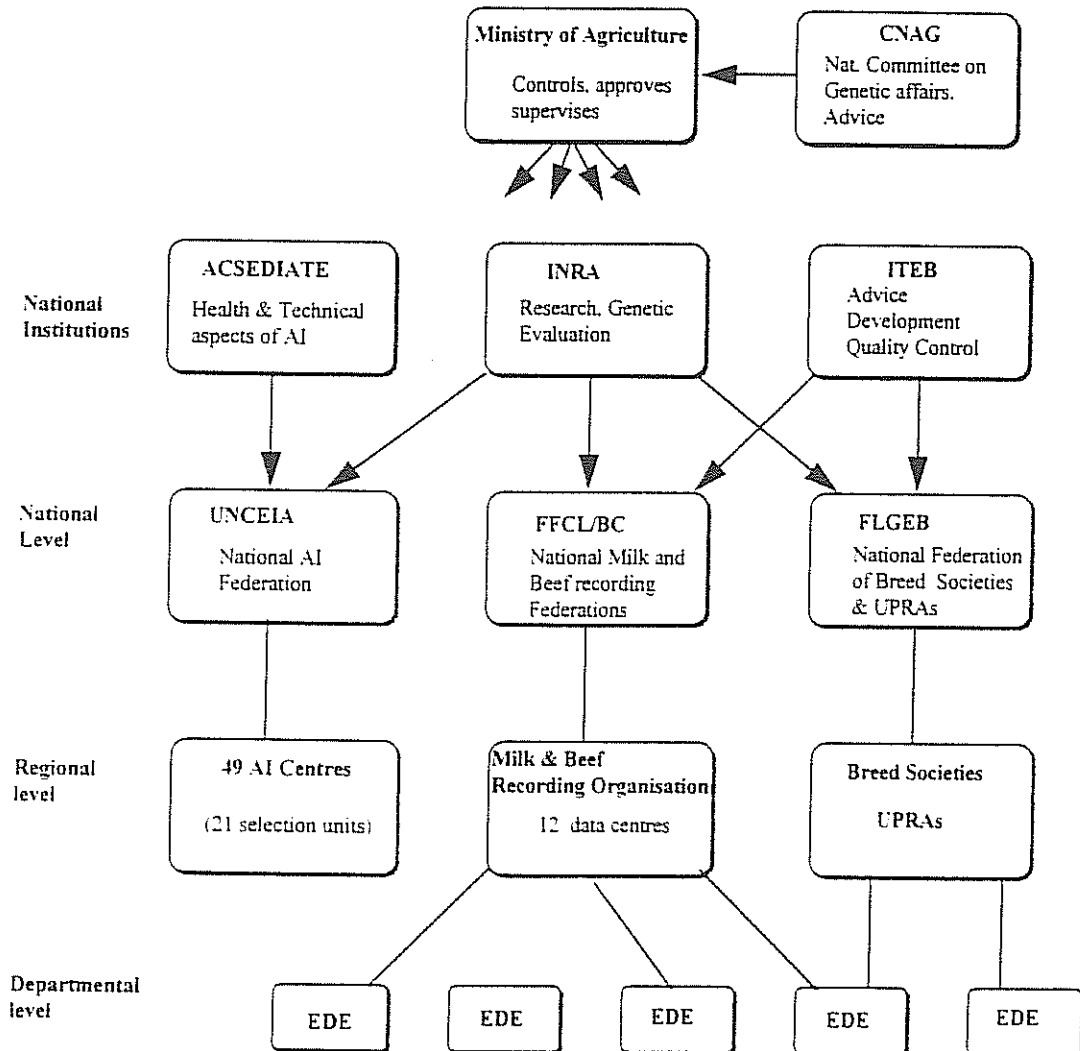 Ministry of Agriculture
Controls, approves
supervises
CNAG
Nat. Committee on
Genetic affairs.
Advice
National
Institutions
ACSEDIATE
Health & Technical
aspects of AI
INRA
Research, Genetic
Evaluation
ITEB
Advice
Development
Quality Control
National
Level
UNCEIA
National AI
Federation
FFCL/BC
National Milk and
Beef recording
Federations
FLGEB
National Federation
of Breed Societies
& UPRAs
Regional
level
49 AI Centres
(21 selection units)
Milk & Beef
Recording Organisation
12 data centres
Breed Societies
UPRAs
Departmental
level
EDE
EDE
EDE
EDE
EDE